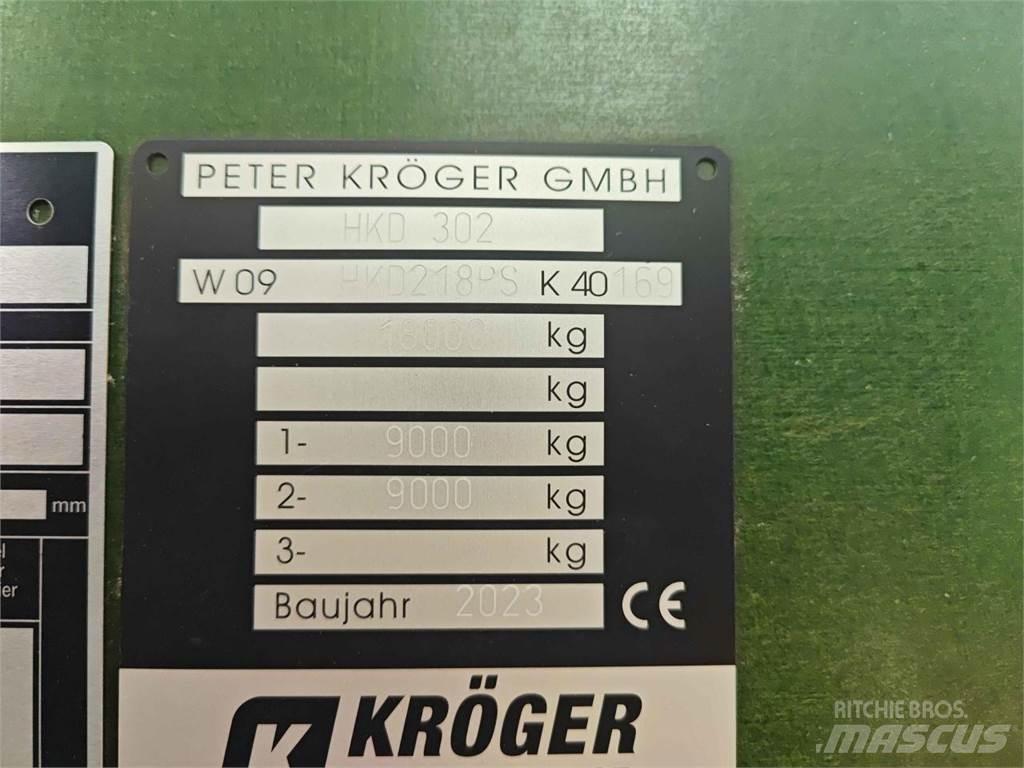 PETER KRÖGER GMBH
HKD 302
W 09 HKD218PS K 40169
18000 kg
kg
1- 9000 kg
2- 9000 kg
3- kg
Baujahr 2023 CE
mm
KRÖGER
RITCHIE BROS.
MASCUS